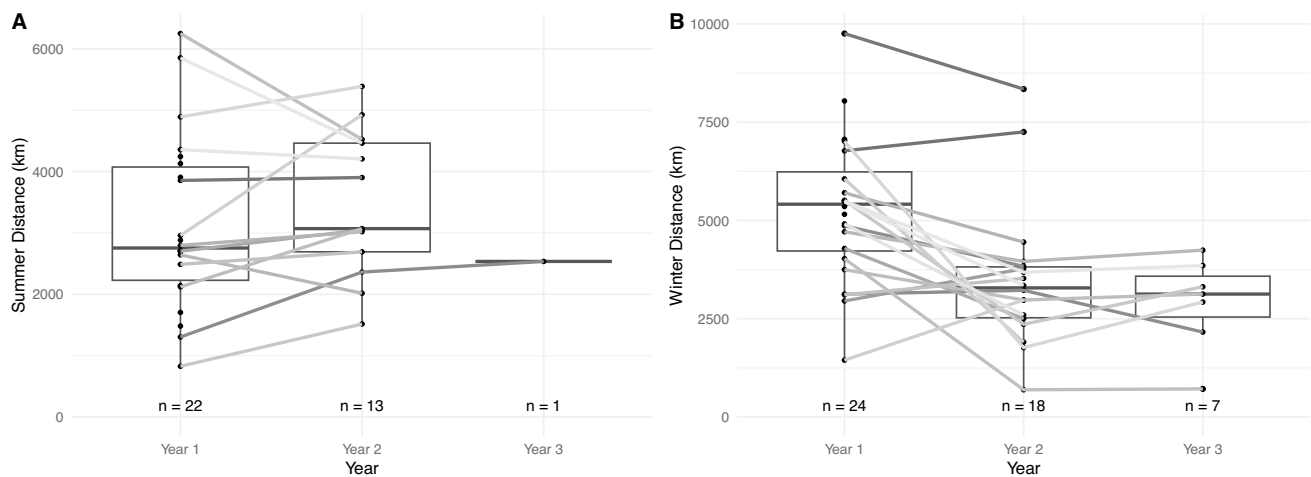 A
Summer Distance (km)
6000
4000
2000
0
n = 22 n = 13 n = 1
Year 1 Year 2 Year 3
Year
B
Winter Distance (km)
10000
7500
5000
2500
0
n = 24 n = 18 n = 7
Year 1 Year 2 Year 3
Year